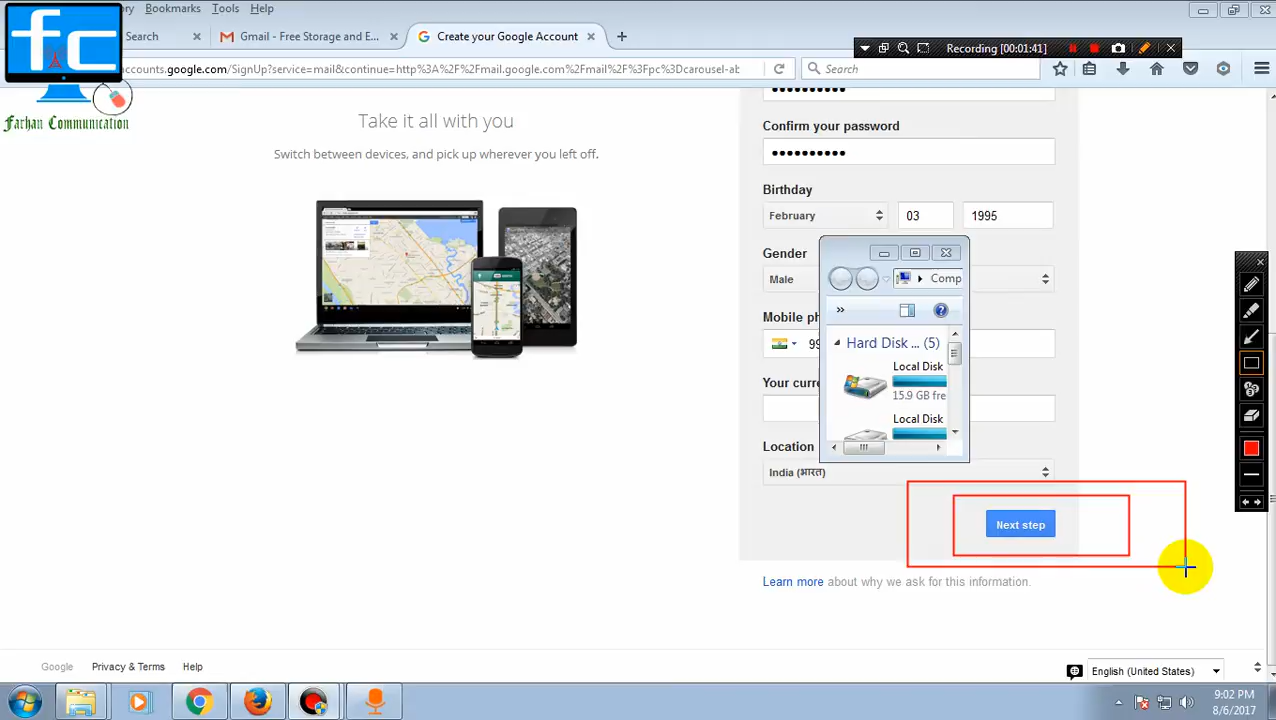 ory Bookmarks Tools Help
Search
Gmail - Free Storage and E...
Create your Google Account
Recording [00:01:41]
fc
accounts.google.com/SignUp?service=mail&continue=http%3A%2F%2Fmail.google.com%2Fmail%2F%3Fpc%3Dcarousel-ab
Search
Farhan Communication
Take it all with you
Switch between devices, and pick up wherever you left off.
••••••••••
Confirm your password
••••••••••
Birthday
February
03
1995
Gender
Male
Mobile ph
99
Your curre
Location
India (भारत)
Comp
»
Hard Disk ... (5)
Local Disk
15.9 GB fre
Local Disk
Next step
Learn more about why we ask for this information.
Google Privacy & Terms Help
English (United States)
9:02 PM
8/6/2017